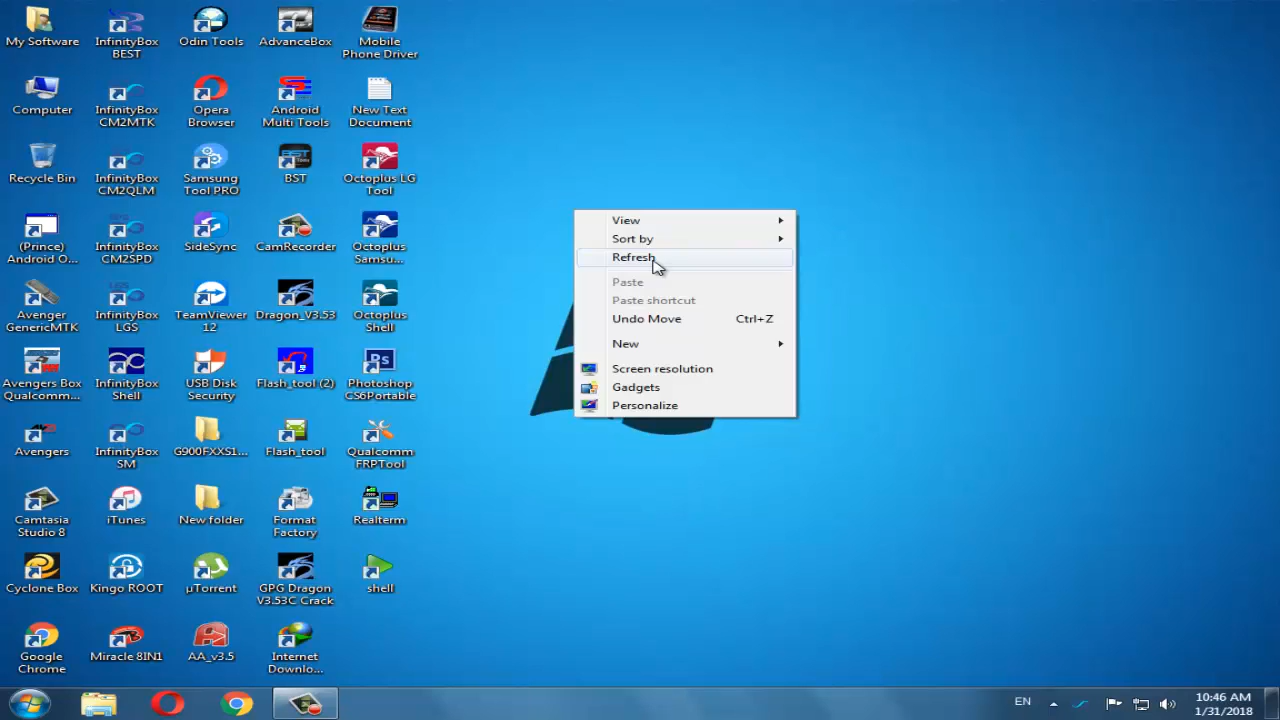 My Software
InfinityBox
BEST
Odin Tools
AdvanceBox
Mobile
Phone Driver
Computer
InfinityBox
CM2MTK
Opera
Browser
Android
Multi Tools
New Text
Document
Recycle Bin
InfinityBox
CM2QLM
Samsung
Tool PRO
BST
Octoplus LG
Tool
(Prince)
Android O...
InfinityBox
CM2SPD
SideSync
CamRecorder
Octoplus
Samsu...
Avenger
GenericMTK
InfinityBox
LGS
TeamViewer
12
Dragon_V3.53
Octoplus
Shell
Avengers Box
Qualcomm...
InfinityBox
Shell
USB Disk
Security
Flash_tool (2)
Photoshop
CS6Portable
Avengers
InfinityBox
SM
G900FXXS1...
Flash_tool
Qualcomm
FRPTool
Camtasia
Studio 8
iTunes
New folder
Format
Factory
Realterm
Cyclone Box
Kingo ROOT
µTorrent
GPG Dragon
V3.53C Crack
shell
Google
Chrome
Miracle 8IN1
AA_v3.5
Internet
Downlo...
View
Sort by
Refresh
Paste
Paste shortcut
Undo Move Ctrl+Z
New
Screen resolution
Gadgets
Personalize
EN
10:46 AM
1/31/2018